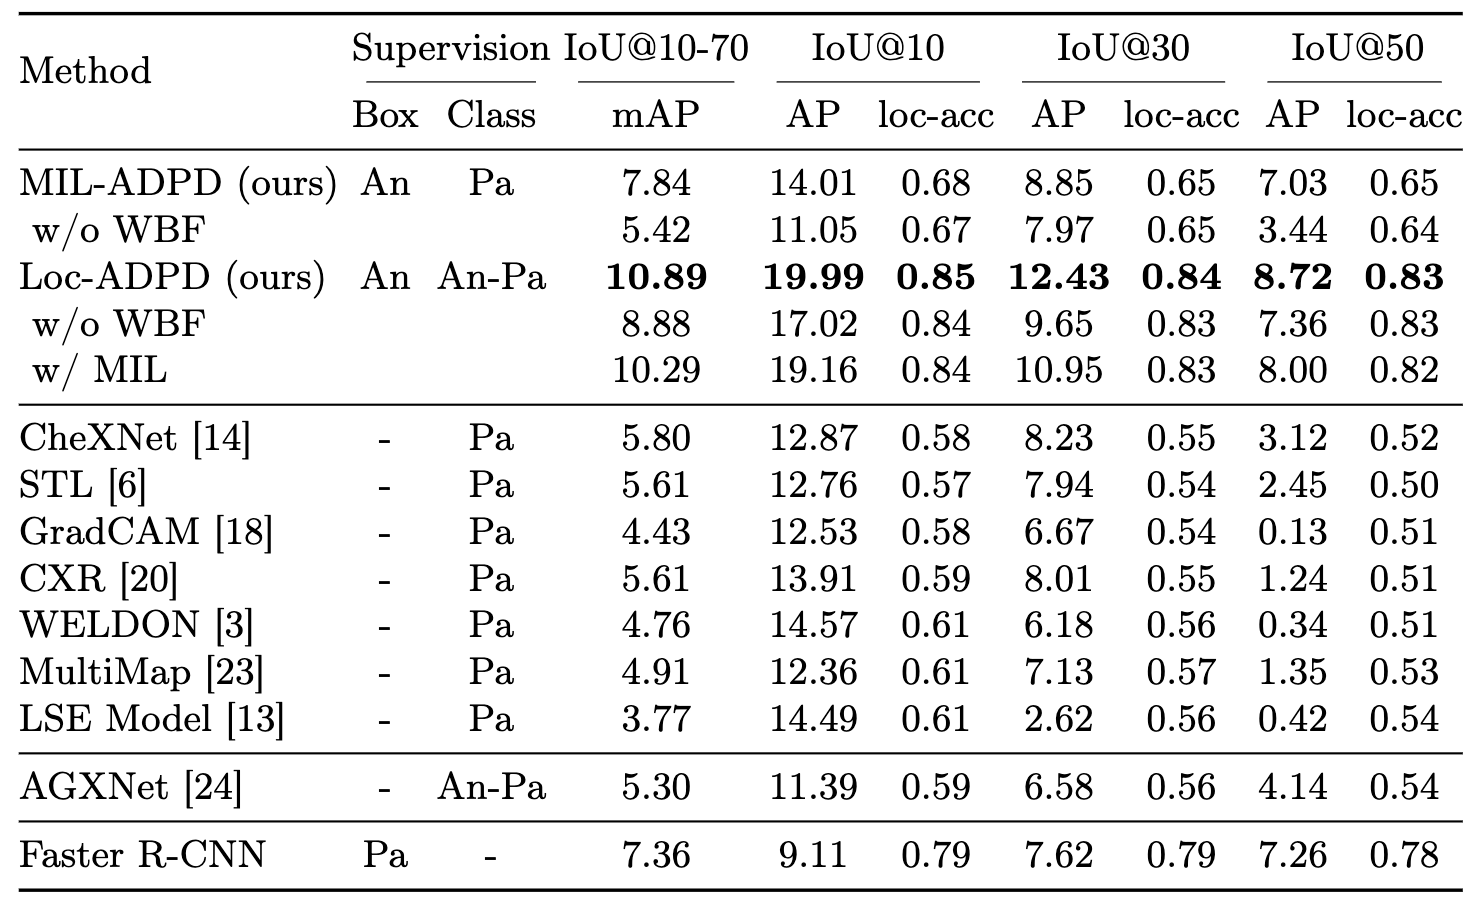 Method Supervision IoU@10-70 IoU@10 IoU@30 IoU@50
Box Class mAP AP loc-acc AP loc-acc AP loc-acc
MIL-ADPD (ours) An Pa 7.84 14.01 0.68 8.85 0.65 7.03 0.65
w/o WBF 5.42 11.05 0.67 7.97 0.65 3.44 0.64
Loc-ADPD (ours) An An-Pa 10.89 19.99 0.85 12.43 0.84 8.72 0.83
w/o WBF 8.88 17.02 0.84 9.65 0.83 7.36 0.83
w/ MIL 10.29 19.16 0.84 10.95 0.83 8.00 0.82
CheXNet [14] - Pa 5.80 12.87 0.58 8.23 0.55 3.12 0.52
STL [6] - Pa 5.61 12.76 0.57 7.94 0.54 2.45 0.50
GradCAM [18] - Pa 4.43 12.53 0.58 6.67 0.54 0.13 0.51
CXR [20] - Pa 5.61 13.91 0.59 8.01 0.55 1.24 0.51
WELDON [3] - Pa 4.76 14.57 0.61 6.18 0.56 0.34 0.51
MultiMap [23] - Pa 4.91 12.36 0.61 7.13 0.57 1.35 0.53
LSE Model [13] - Pa 3.77 14.49 0.61 2.62 0.56 0.42 0.54
AGXNet [24] - An-Pa 5.30 11.39 0.59 6.58 0.56 4.14 0.54
Faster R-CNN Pa - 7.36 9.11 0.79 7.62 0.79 7.26 0.78